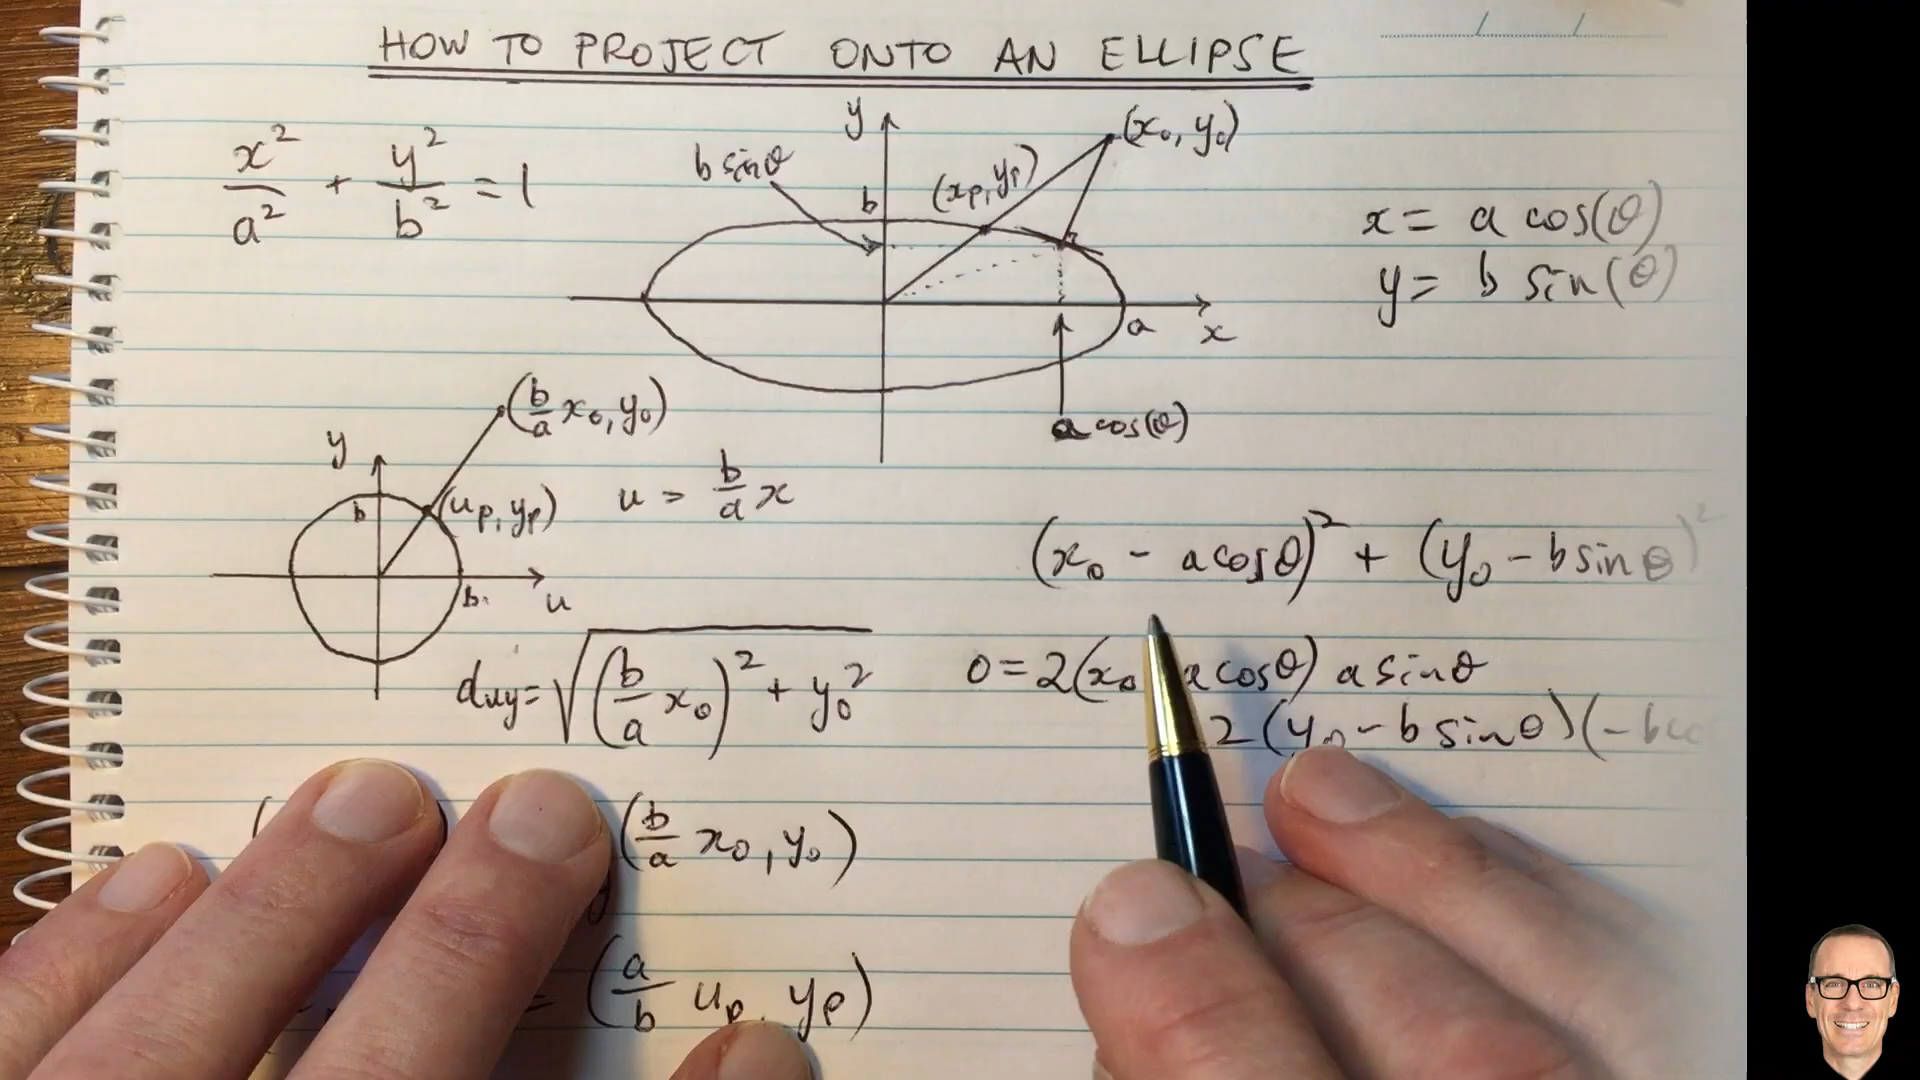 HOW TO PROJECT ONTO AN ELLIPSE
x²/a² + y²/b² = 1
y
(x₀, y₀)
b sinθ
(xₚ, yₚ)
b
x = a cos(θ)
y = b sin(θ)
a
x
a cos(θ)
(b/a x₀, y₀)
y
b
(uₚ, yₚ)
u = b/a x
b
u
(x₀ - a cosθ)² + (y₀ - b sinθ)²
d_uy = √((b/a x₀)² + y₀²)
0 = 2(x₀ a cosθ) a sinθ
2(y₀ - b sinθ)(-b co
(b/a x₀, y₀)
= (a/b uₚ, yₚ)